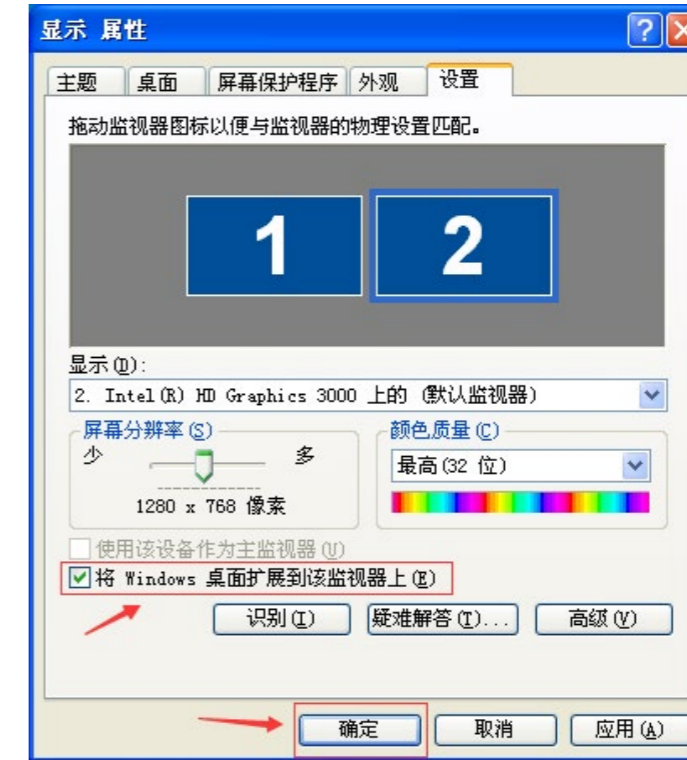 显示 属性
主题 桌面 屏幕保护程序 外观 设置
拖动监视器图标以便与监视器的物理设置匹配。
1 2
显示(D):
2. Intel(R) HD Graphics 3000 上的 (默认监视器)
屏幕分辨率(S)
少 多
1280 x 768 像素
颜色质量(C)
最高(32 位)
使用该设备作为主监视器(U)
将 Windows 桌面扩展到该监视器上(E)
识别(I) 疑难解答(T)... 高级(V)
确定 取消 应用(A)